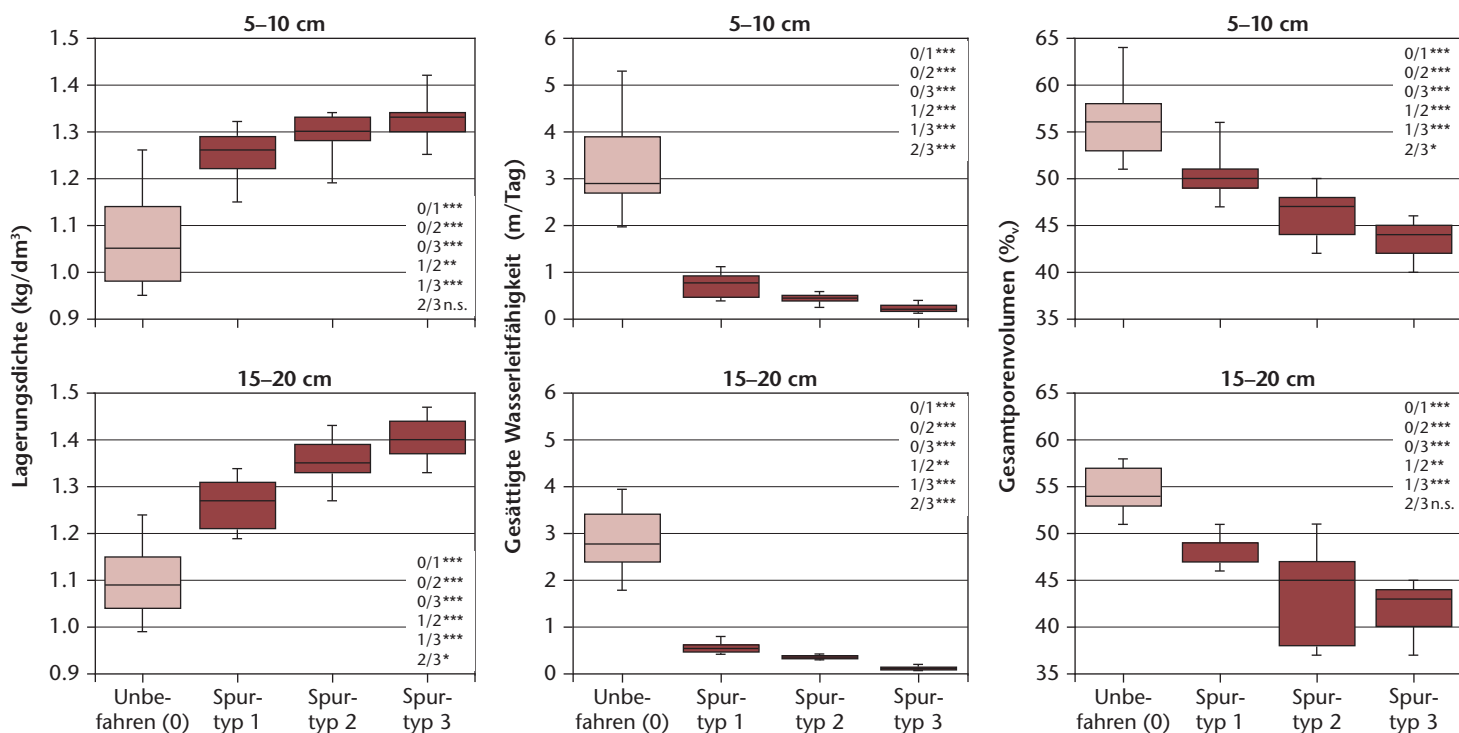 5–10 cm
Lagerungsdichte (kg/dm³)
1.5
1.4
1.3
1.2
1.1
1.0
0.9
0/1***
0/2***
0/3***
1/2**
1/3***
2/3 n.s.
15–20 cm
1.5
1.4
1.3
1.2
1.1
1.0
0.9
0/1***
0/2***
0/3***
1/2***
1/3***
2/3*
Unbe-
fahren (0)
Spur-
typ 1
Spur-
typ 2
Spur-
typ 3
5–10 cm
Gesättigte Wasserleitfähigkeit (m/Tag)
6
5
4
3
2
1
0
0/1***
0/2***
0/3***
1/2***
1/3***
2/3***
15–20 cm
6
5
4
3
2
1
0
0/1***
0/2***
0/3***
1/2**
1/3***
2/3***
Unbe-
fahren (0)
Spur-
typ 1
Spur-
typ 2
Spur-
typ 3
5–10 cm
Gesamtporenvolumen (%ᵥ)
65
60
55
50
45
40
35
0/1***
0/2***
0/3***
1/2***
1/3***
2/3*
15–20 cm
65
60
55
50
45
40
35
0/1***
0/2***
0/3***
1/2**
1/3***
2/3 n.s.
Unbe-
fahren (0)
Spur-
typ 1
Spur-
typ 2
Spur-
typ 3